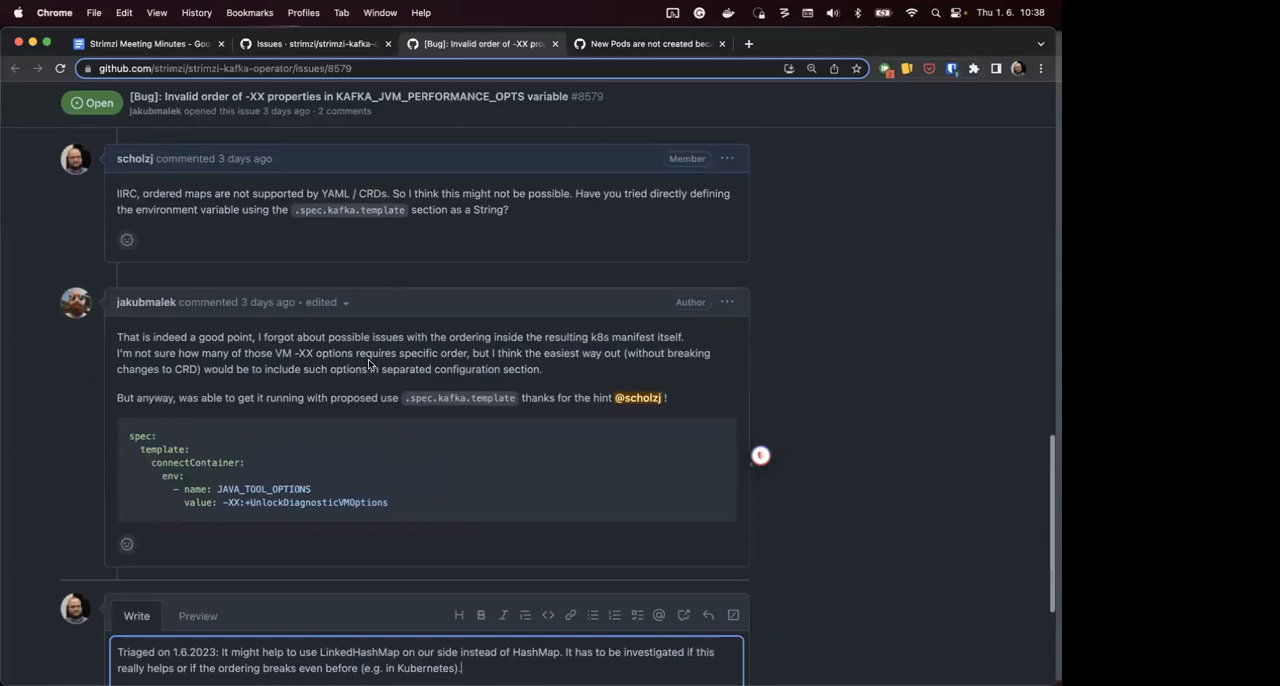 Chrome File Edit View History Bookmarks Profiles Tab Window Help Thu 1. 6. 10:38
Strimzi Meeting Minutes - Goo Issues · strimzi/strimzi-kafka-o [Bug]: Invalid order of -XX pro New Pods are not created beca
github.com/strimzi/strimzi-kafka-operator/issues/8579
Open [Bug]: Invalid order of -XX properties in KAFKA_JVM_PERFORMANCE_OPTS variable #8579
jakubmalek opened this issue 3 days ago · 2 comments
scholzj commented 3 days ago Member
IIRC, ordered maps are not supported by YAML / CRDs. So I think this might not be possible. Have you tried directly defining
the environment variable using the .spec.kafka.template section as a String?
jakubmalek commented 3 days ago · edited Author
That is indeed a good point, I forgot about possible issues with the ordering inside the resulting k8s manifest itself.
I'm not sure how many of those VM -XX options requires specific order, but I think the easiest way out (without breaking
changes to CRD) would be to include such options in separated configuration section.
But anyway, was able to get it running with proposed use .spec.kafka.template thanks for the hint @scholzj !
spec:
template:
connectContainer:
env:
- name: JAVA_TOOL_OPTIONS
value: -XX:+UnlockDiagnosticVMOptions
Write Preview
Triaged on 1.6.2023: It might help to use LinkedHashMap on our side instead of HashMap. It has to be investigated if this
really helps or if the ordering breaks even before (e.g. in Kubernetes).